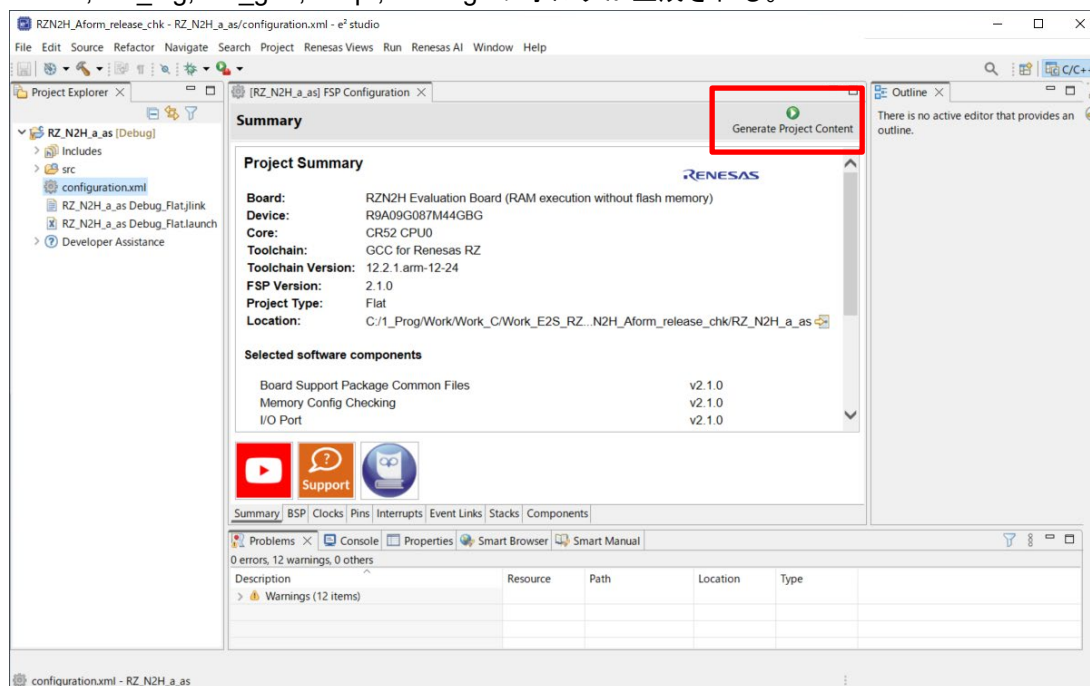 RZN2H_Aform_release_chk - RZ_N2H_a_as/configuration.xml - e² studio
File Edit Source Refactor Navigate Search Project Renesas Views Run Renesas AI Window Help
C/C++
Project Explorer
RZ_N2H_a_as [Debug]
Includes
src
configuration.xml
RZ_N2H_a_as Debug_Flat.jlink
RZ_N2H_a_as Debug_Flat.launch
Developer Assistance
[RZ_N2H_a_as] FSP Configuration
Summary
Generate Project Content
Project Summary
RENESAS
Board: RZN2H Evaluation Board (RAM execution without flash memory)
Device: R9A09G087M44GBG
Core: CR52 CPU0
Toolchain: GCC for Renesas RZ
Toolchain Version: 12.2.1.arm-12-24
FSP Version: 2.1.0
Project Type: Flat
Location: C:/1_Prog/Work/Work_C/Work_E2S_RZ...N2H_Aform_release_chk/RZ_N2H_a_as
Selected software components
Board Support Package Common Files v2.1.0
Memory Config Checking v2.1.0
I/O Port v2.1.0
Support
Summary BSP Clocks Pins Interrupts Event Links Stacks Components
Outline
There is no active editor that provides an
outline.
Problems Console Properties Smart Browser Smart Manual
0 errors, 12 warnings, 0 others
Description Resource Path Location Type
Warnings (12 items)
configuration.xml - RZ_N2H_a_as